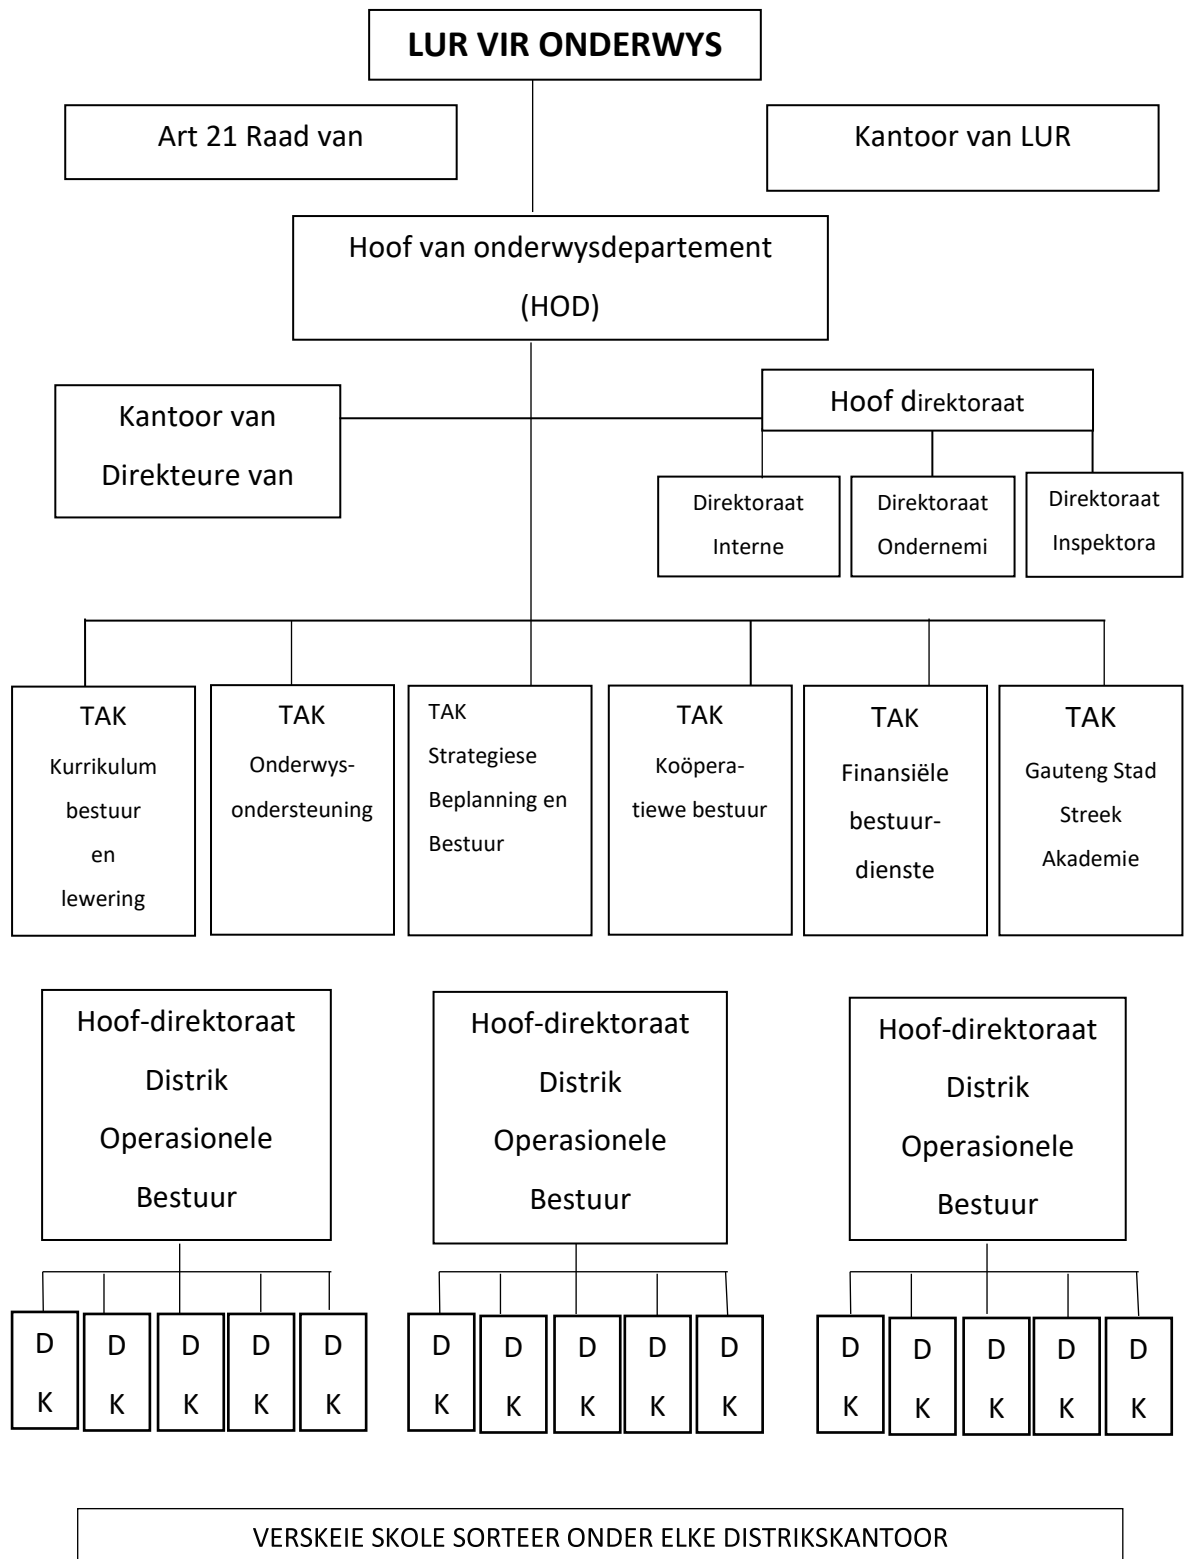 LUR VIR ONDERWYS
Art 21 Raad van
Kantoor van LUR
Hoof van onderwysdepartement
(HOD)
Kantoor van
Direkteure van
Hoof direktoraat
Direktoraat
Interne
Direktoraat
Ondernemi
Direktoraat
Inspektora
TAK
Kurrikulum
bestuur
en
lewering
TAK
Onderwys-
ondersteuning
TAK
Strategiese
Beplanning en
Bestuur
TAK
Koöpera-
tiewe bestuur
TAK
Finansiële
bestuur-
dienste
TAK
Gauteng Stad
Streek
Akademie
Hoof-direktoraat
Distrik
Operasionele
Bestuur
Hoof-direktoraat
Distrik
Operasionele
Bestuur
Hoof-direktoraat
Distrik
Operasionele
Bestuur
D
K
D
K
D
K
D
K
D
K
D
K
D
K
D
K
D
K
D
K
D
K
D
K
D
K
D
K
D
K
VERSKEIE SKOLE SORTEER ONDER ELKE DISTRIKSKANTOOR